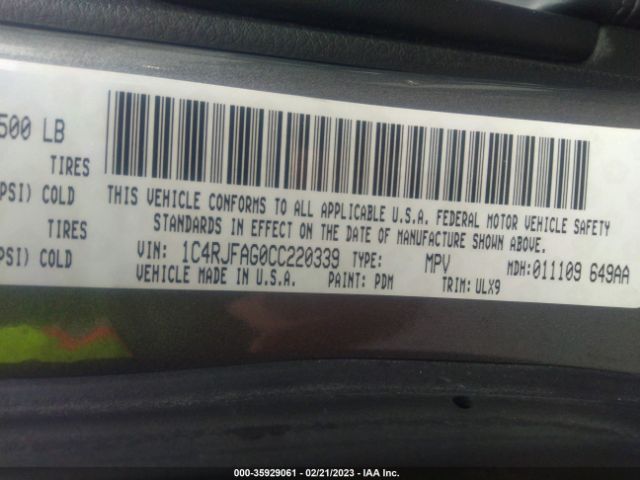 500 LB
TIRES
PSI) COLD
THIS VEHICLE CONFORMS TO ALL APPLICABLE U.S.A. FEDERAL MOTOR VEHICLE SAFETY
STANDARDS IN EFFECT ON THE DATE OF MANUFACTURE SHOWN ABOVE.
TIRES
VIN: 1C4RJFAG0CC220339 TYPE: MPV MDH:011109 649AA
PSI) COLD
VEHICLE MADE IN U.S.A. PAINT: PDM TRIM: ULX9
000-35929061 - 02/21/2023 - IAA Inc.